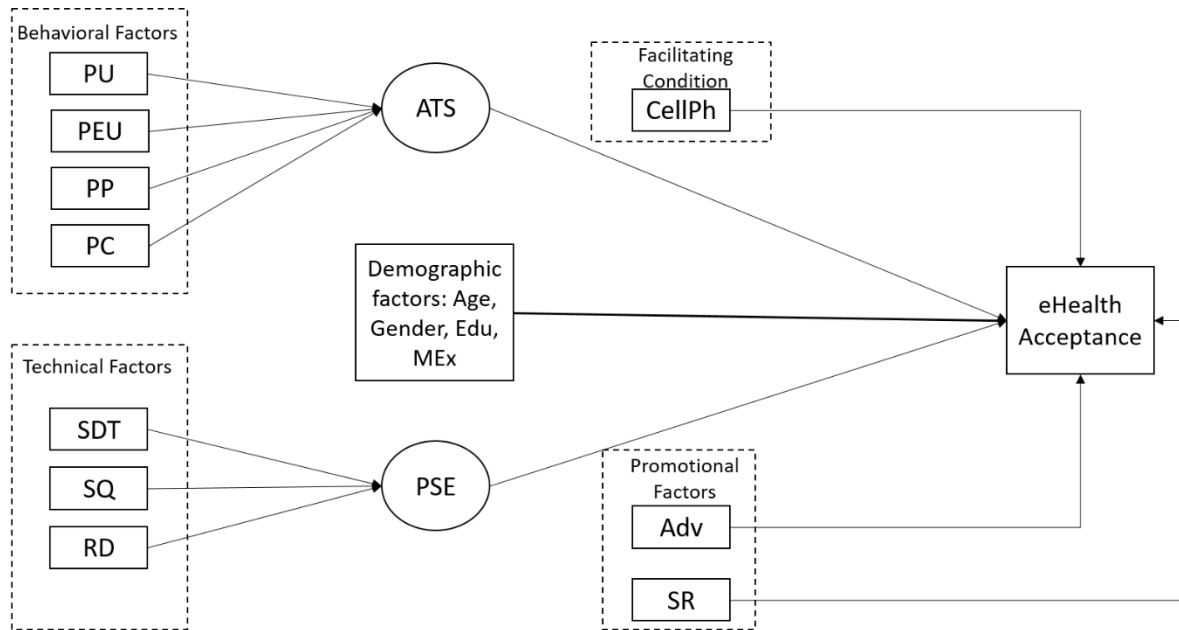 Behavioral Factors
PU
PEU
PP
PC
ATS
Facilitating
Condition
CellPh
Demographic
factors: Age,
Gender, Edu,
MEx
eHealth
Acceptance
Technical Factors
SDT
SQ
RD
PSE
Promotional
Factors
Adv
SR